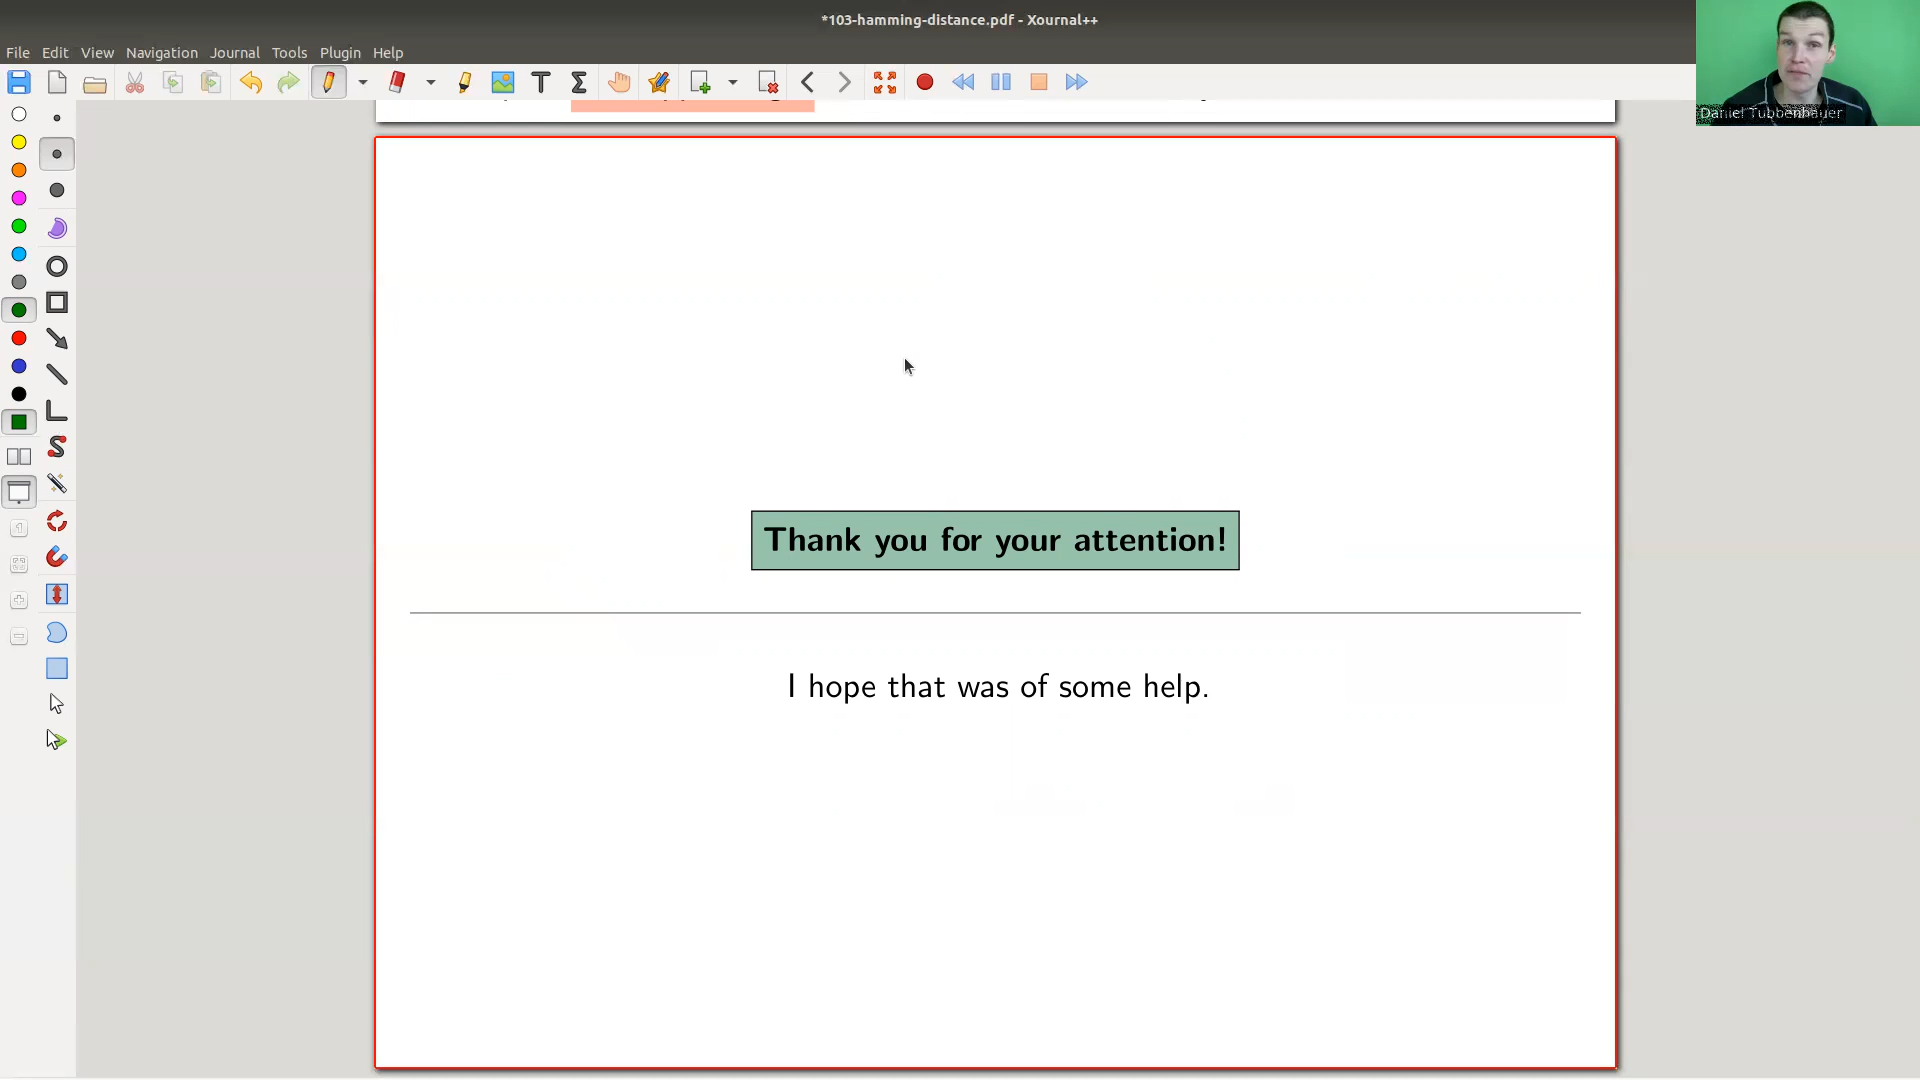 *103-hamming-distance.pdf - Xournal++
File Edit View Navigation Journal Tools Plugin Help
Daniel Tubbenhauer
Thank you for your attention!
I hope that was of some help.